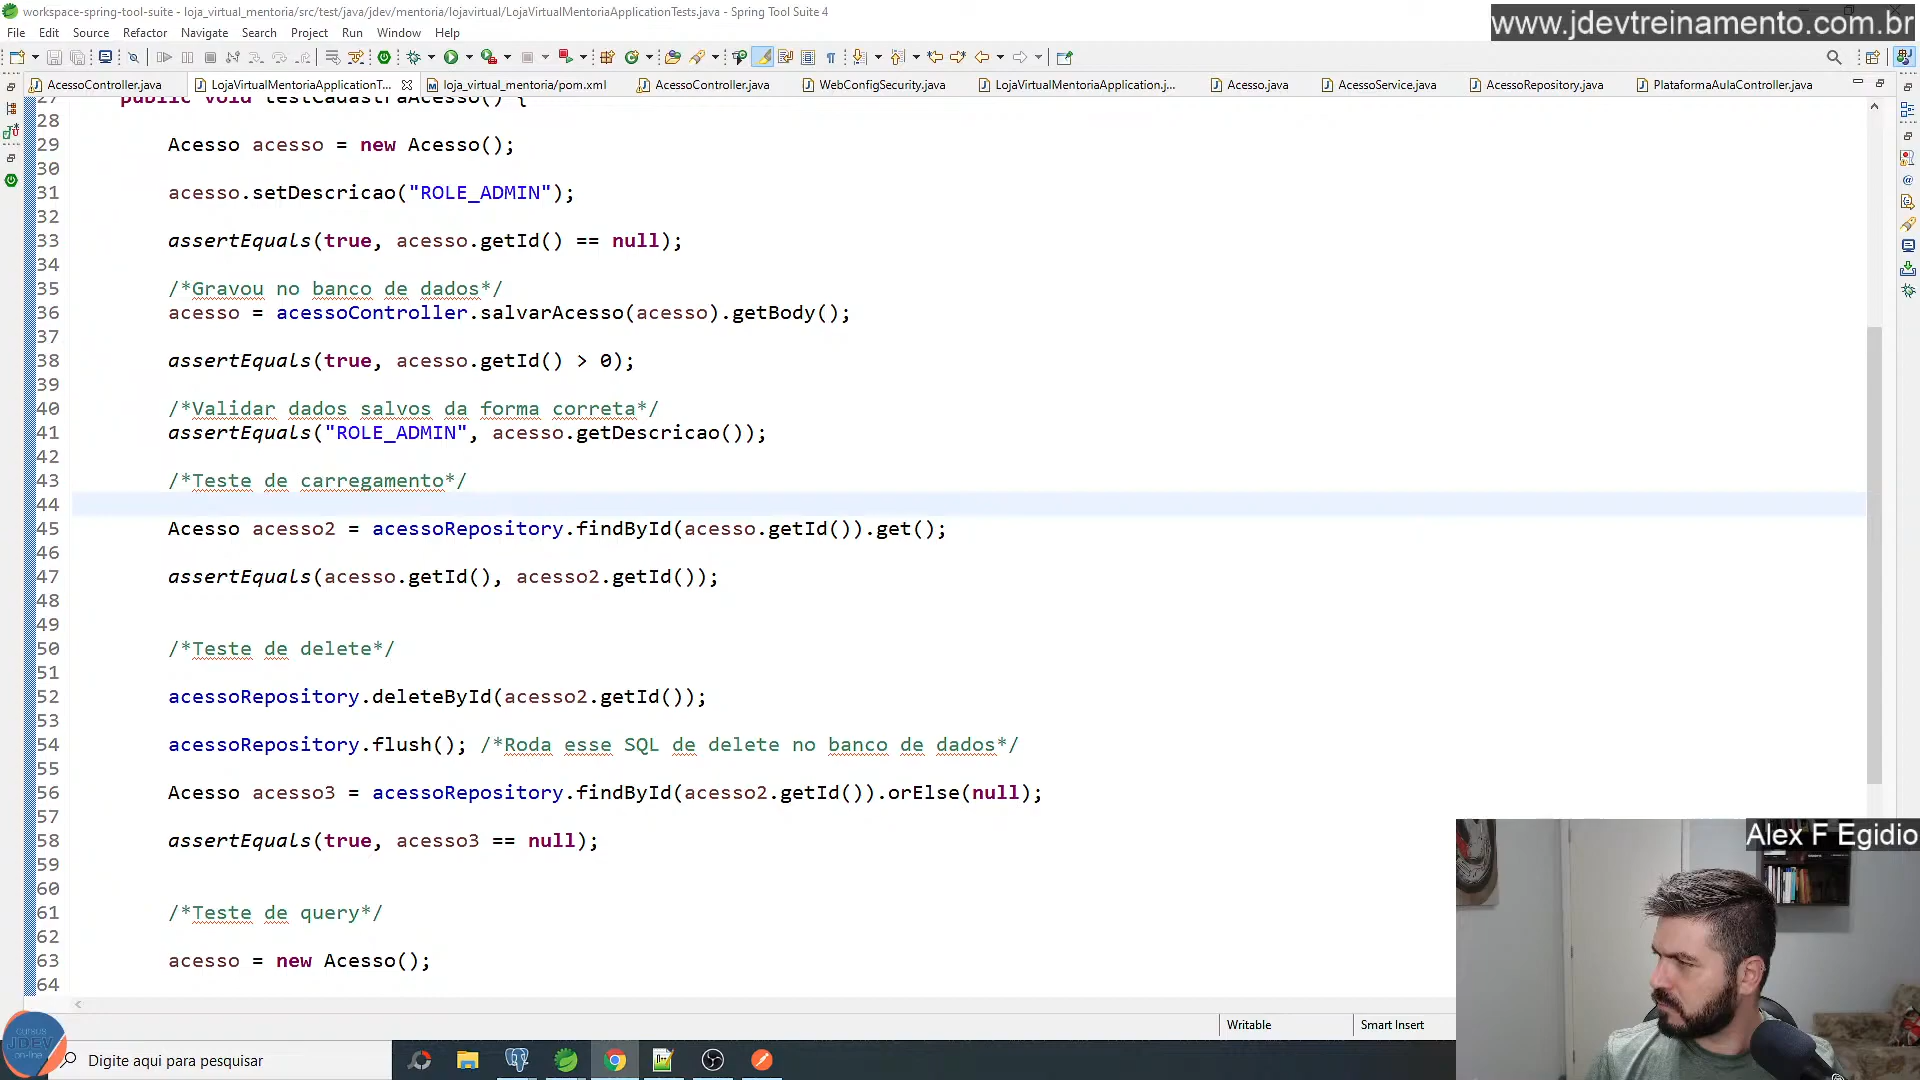 workspace-spring-tool-suite - loja_virtual_mentoria/src/test/java/jdev/mentoria/lojavirtual/LojaVirtualMentoriaApplicationTests.java - Spring Tool Suite 4
www.jdevtreinamento.com.br
File Edit Source Refactor Navigate Search Project Run Window Help
AcessoController.java LojaVirtualMentoriaApplicationT... loja_virtual_mentoria/pom.xml AcessoController.java WebConfigSecurity.java LojaVirtualMentoriaApplication.j... Acesso.java AcessoService.java AcessoRepository.java PlataformaAulaController.java
27 public void testCadastraAcesso() {
28
29 Acesso acesso = new Acesso();
30
31 acesso.setDescricao("ROLE_ADMIN");
32
33 assertEquals(true, acesso.getId() == null);
34
35 /*Gravou no banco de dados*/
36 acesso = acessoController.salvarAcesso(acesso).getBody();
37
38 assertEquals(true, acesso.getId() > 0);
39
40 /*Validar dados salvos da forma correta*/
41 assertEquals("ROLE_ADMIN", acesso.getDescricao());
42
43 /*Teste de carregamento*/
44
45 Acesso acesso2 = acessoRepository.findById(acesso.getId()).get();
46
47 assertEquals(acesso.getId(), acesso2.getId());
48
49
50 /*Teste de delete*/
51
52 acessoRepository.deleteById(acesso2.getId());
53
54 acessoRepository.flush(); /*Roda esse SQL de delete no banco de dados*/
55
56 Acesso acesso3 = acessoRepository.findById(acesso2.getId()).orElse(null);
57
58 assertEquals(true, acesso3 == null);
59
60
61 /*Teste de query*/
62
63 acesso = new Acesso();
64
Alex F Egidio
Writable Smart Insert
cursos
JDEV
on-line
Digite aqui para pesquisar